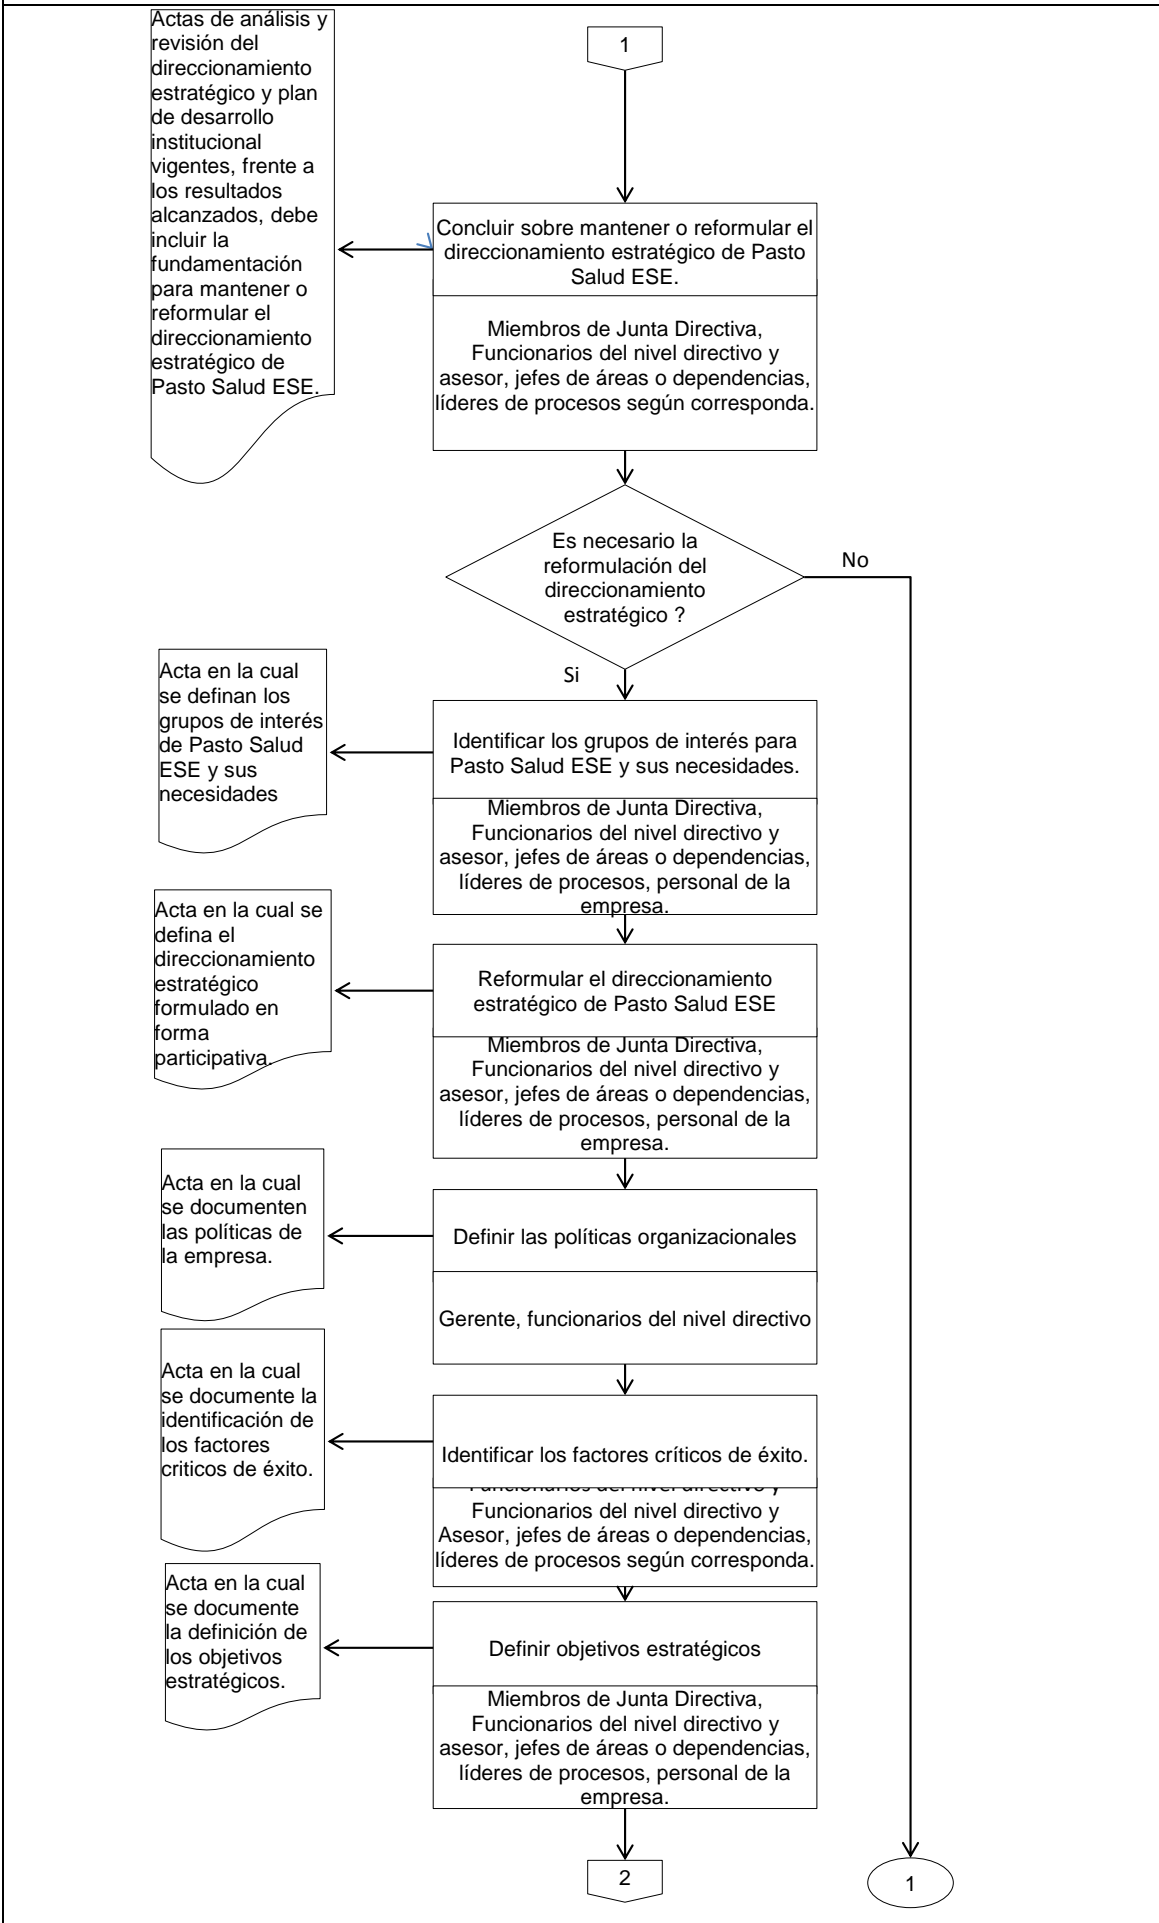 Actas de análisis y
revisión del
direccionamiento
estratégico y plan
de desarrollo
institucional
vigentes, frente a
los resultados
alcanzados, debe
incluir la
fundamentación
para mantener o
reformular el
direccionamiento
estratégico de
Pasto Salud ESE.
1
Concluir sobre mantener o reformular el
direccionamiento estratégico de Pasto
Salud ESE.
Miembros de Junta Directiva,
Funcionarios del nivel directivo y
asesor, jefes de áreas o dependencias,
líderes de procesos según corresponda.
Es necesario la
reformulación del
direccionamiento
estratégico ?
No
Si
Acta en la cual
se definan los
grupos de interés
de Pasto Salud
ESE y sus
necesidades
Identificar los grupos de interés para
Pasto Salud ESE y sus necesidades.
Miembros de Junta Directiva,
Funcionarios del nivel directivo y
asesor, jefes de áreas o dependencias,
líderes de procesos, personal de la
empresa.
Acta en la cual se
defina el
direccionamiento
estratégico
formulado en
forma
participativa.
Reformular el direccionamiento
estratégico de Pasto Salud ESE
Miembros de Junta Directiva,
Funcionarios del nivel directivo y
asesor, jefes de áreas o dependencias,
líderes de procesos, personal de la
empresa.
Acta en la cual
se documenten
las políticas de
la empresa.
Definir las políticas organizacionales
Gerente, funcionarios del nivel directivo
Acta en la cual
se documente la
identificación de
los factores
criticos de éxito.
Identificar los factores críticos de éxito.
Funcionarios del nivel directivo y
Funcionarios del nivel directivo y
Asesor, jefes de áreas o dependencias,
líderes de procesos según corresponda.
Acta en la cual
se documente
la definición de
los objetivos
estratégicos.
Definir objetivos estratégicos
Miembros de Junta Directiva,
Funcionarios del nivel directivo y
asesor, jefes de áreas o dependencias,
líderes de procesos, personal de la
empresa.
2
1